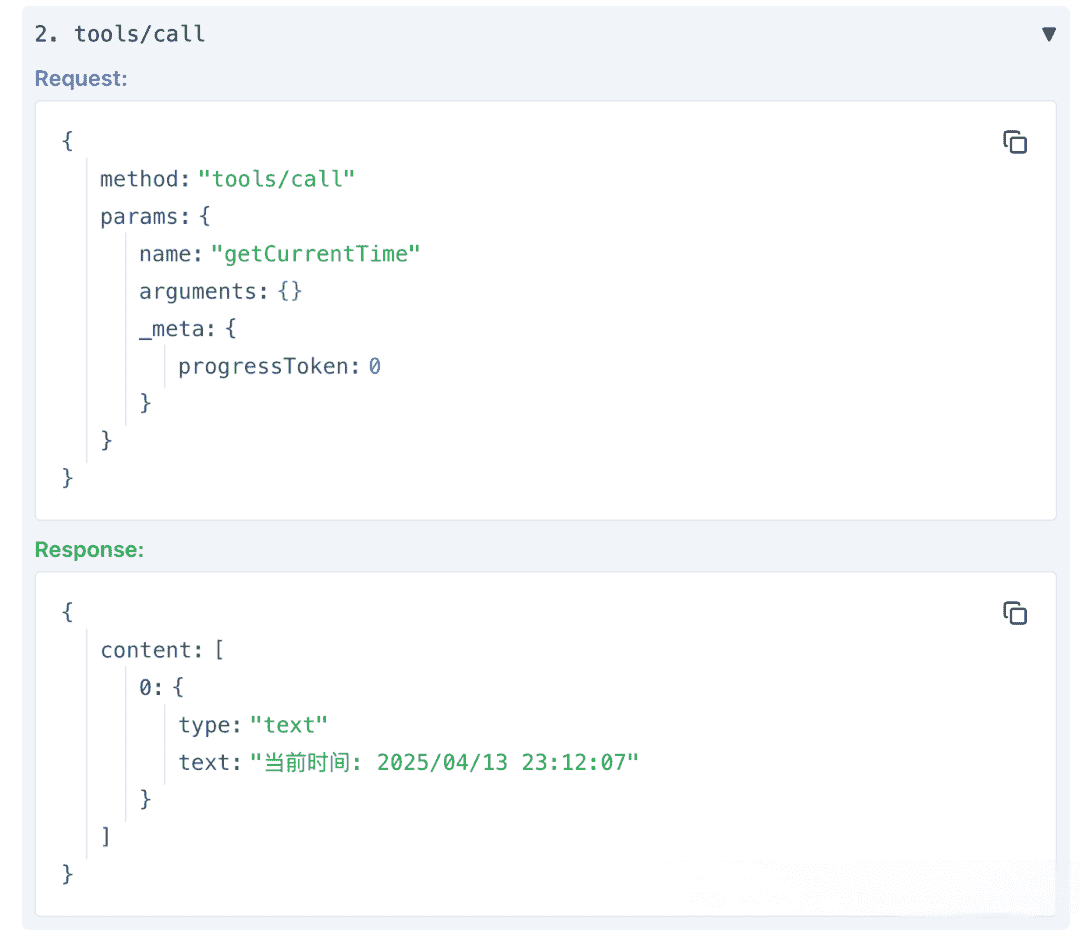 2. tools/call
Request:
{
method: "tools/call"
params: {
name: "getCurrentTime"
arguments: {}
_meta: {
progressToken: 0
}
}
}
Response:
{
content: [
0: {
type: "text"
text: "当前时间: 2025/04/13 23:12:07"
}
]
}